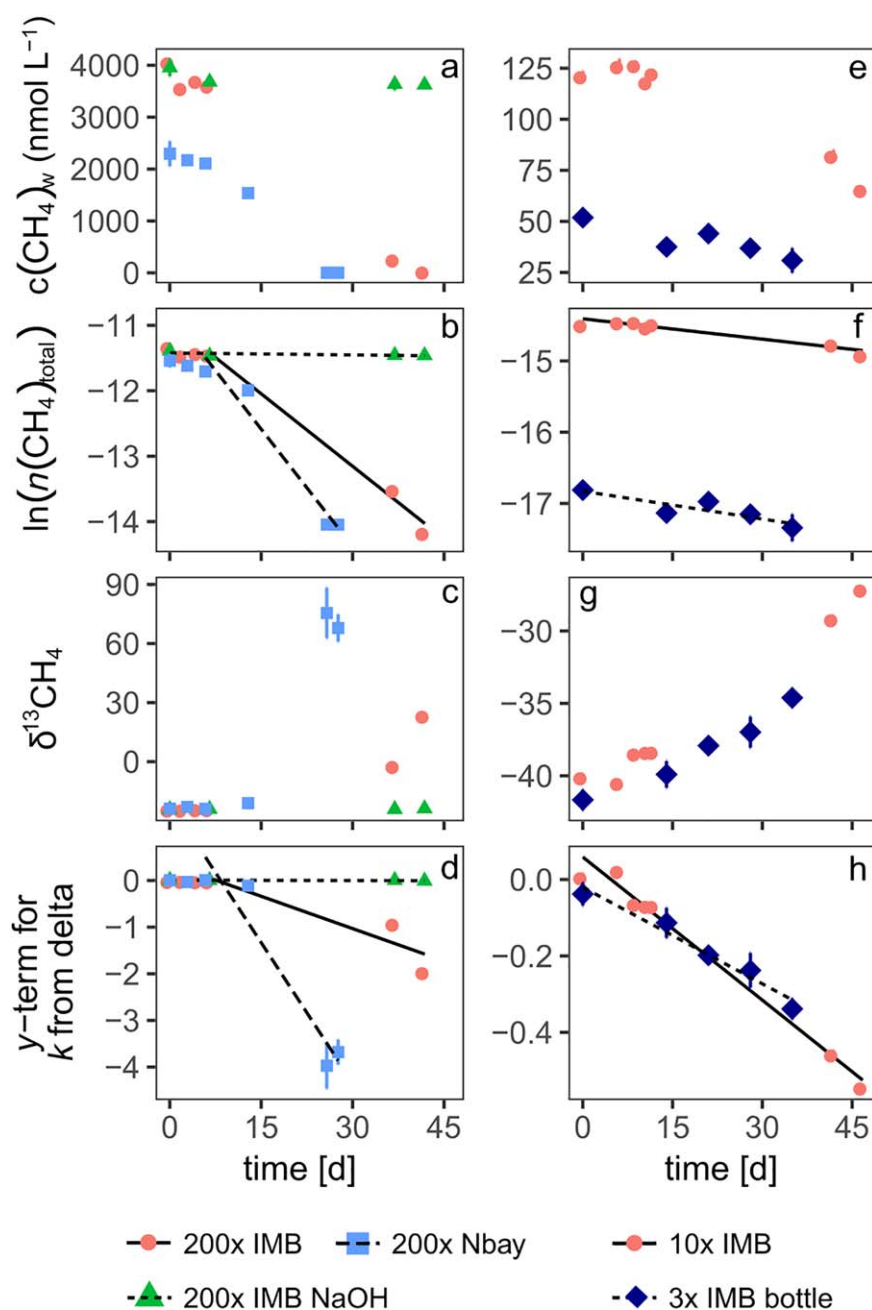 c(CH₄)w (nmol L⁻¹)
4000
3000
2000
1000
0
a
125
100
75
50
25
e
ln(n(CH₄)total)
−11
−12
−13
−14
b
−15
−16
−17
f
δ¹³CH₄
90
60
30
0
c
−30
−35
−40
g
y−term for
k from delta
0
−1
−2
−3
−4
d
0.0
−0.2
−0.4
h
0 15 30 45
0 15 30 45
time [d]
time [d]
200x IMB 200x Nbay 10x IMB
200x IMB NaOH 3x IMB bottle